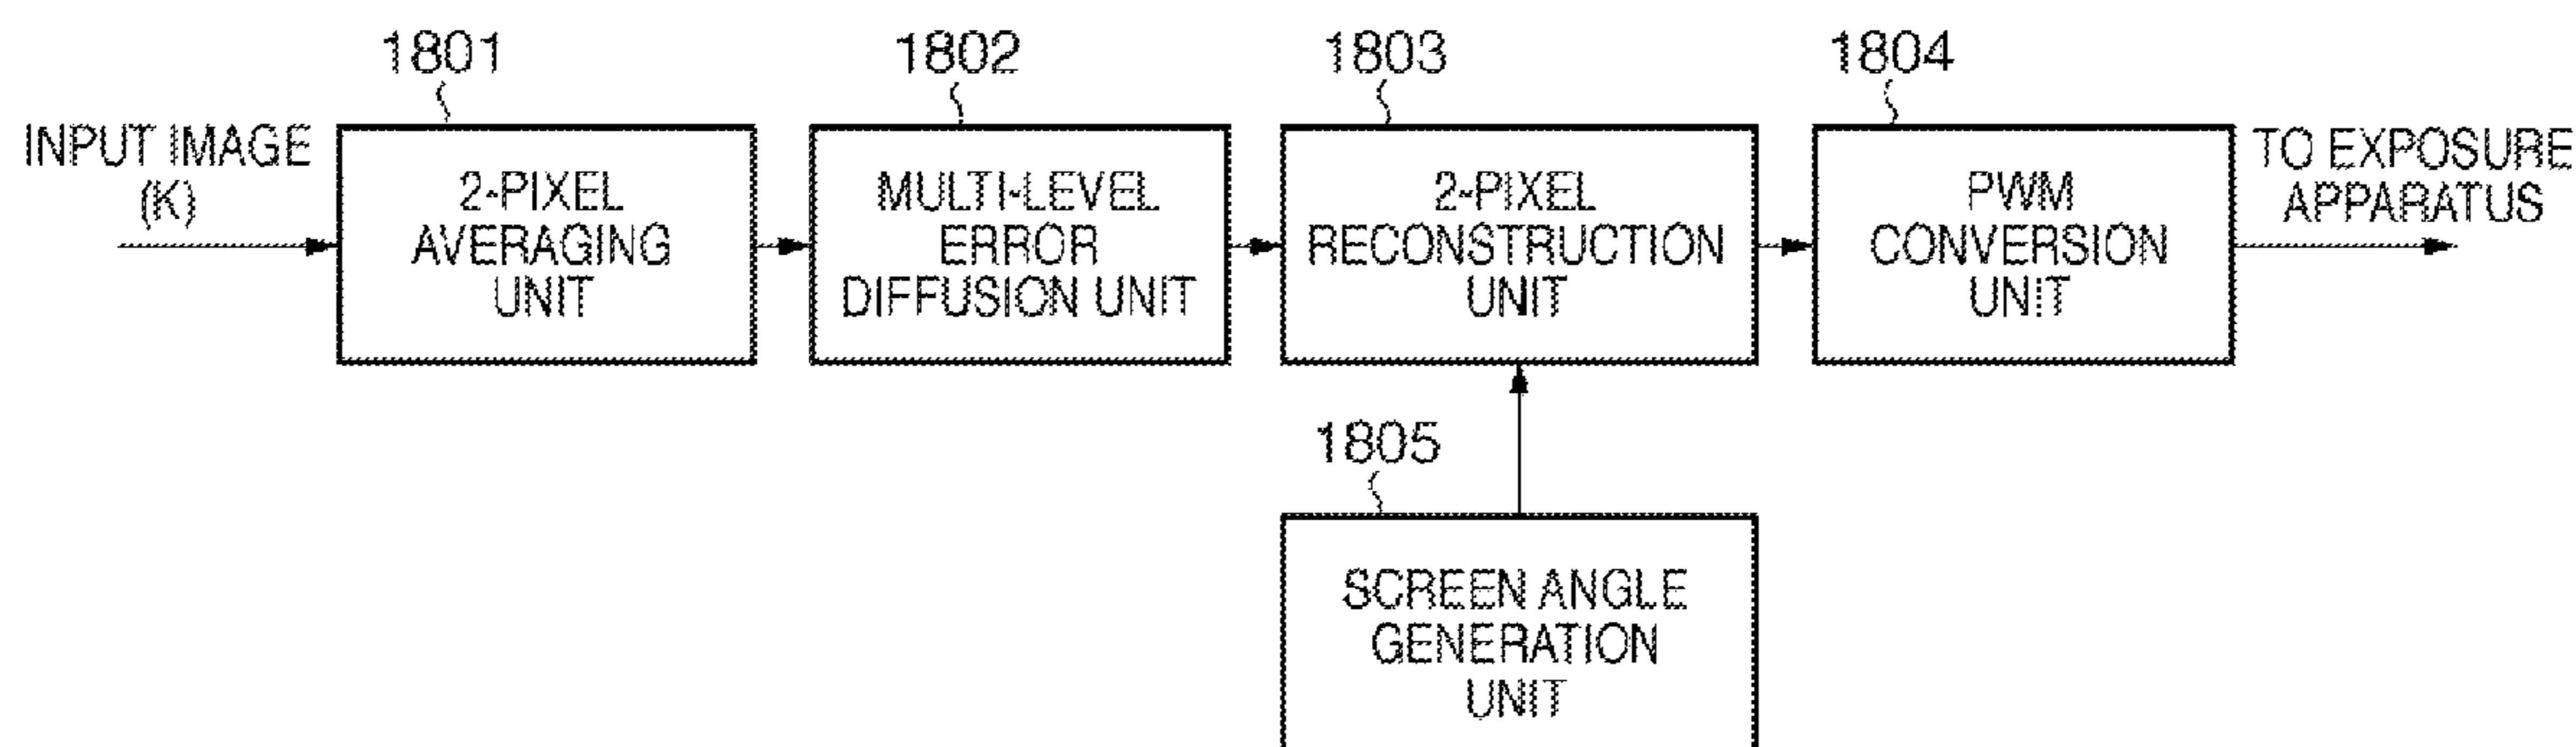 1801
1802
1803
1804
INPUT IMAGE
(K)
2-PIXEL
AVERAGING
UNIT
MULTI-LEVEL
ERROR
DIFFUSION UNIT
2-PIXEL
RECONSTRUCTION
UNIT
PWM
CONVERSION
UNIT
TO EXPOSURE
APPARATUS
1805
SCREEN ANGLE
GENERATION
UNIT